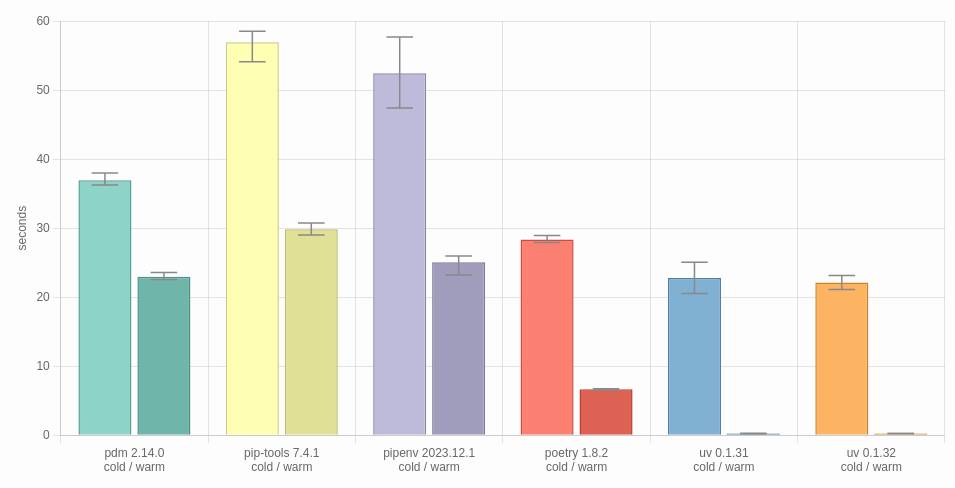 60
50
40
30
20
10
0
seconds
pdm 2.14.0
cold / warm
pip-tools 7.4.1
cold / warm
pipenv 2023.12.1
cold / warm
poetry 1.8.2
cold / warm
uv 0.1.31
cold / warm
uv 0.1.32
cold / warm